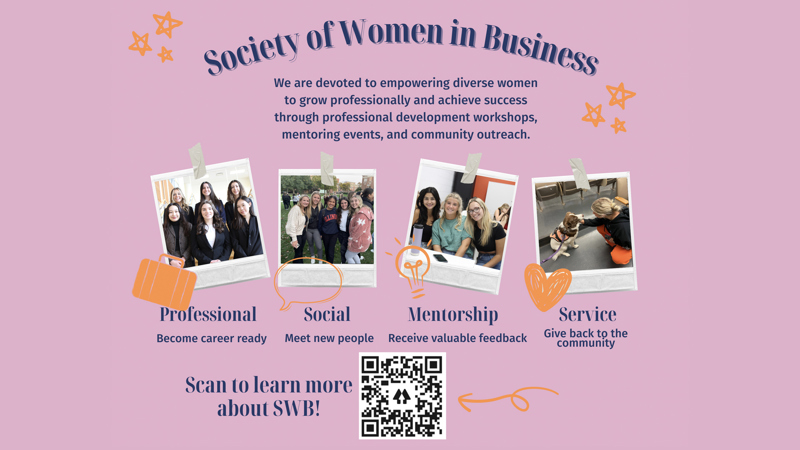 Society of Women in Business
We are devoted to empowering diverse women
to grow professionally and achieve success
through professional development workshops,
mentoring events, and community outreach.
Professional
Social
Mentorship
Service
Become career ready
Meet new people
Receive valuable feedback
Give back to the
community
Scan to learn more
about SWB!